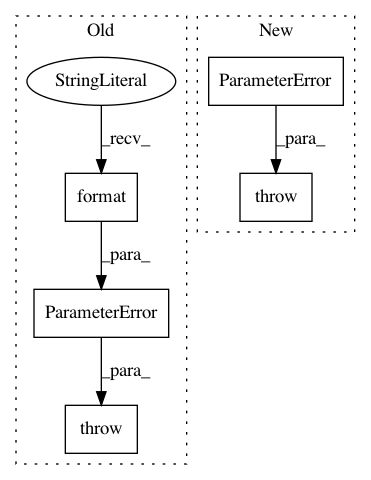 Old
New
StringLiteral
ParameterError
_recv_
_para_
format
throw
_para_
ParameterError
_para_
throw